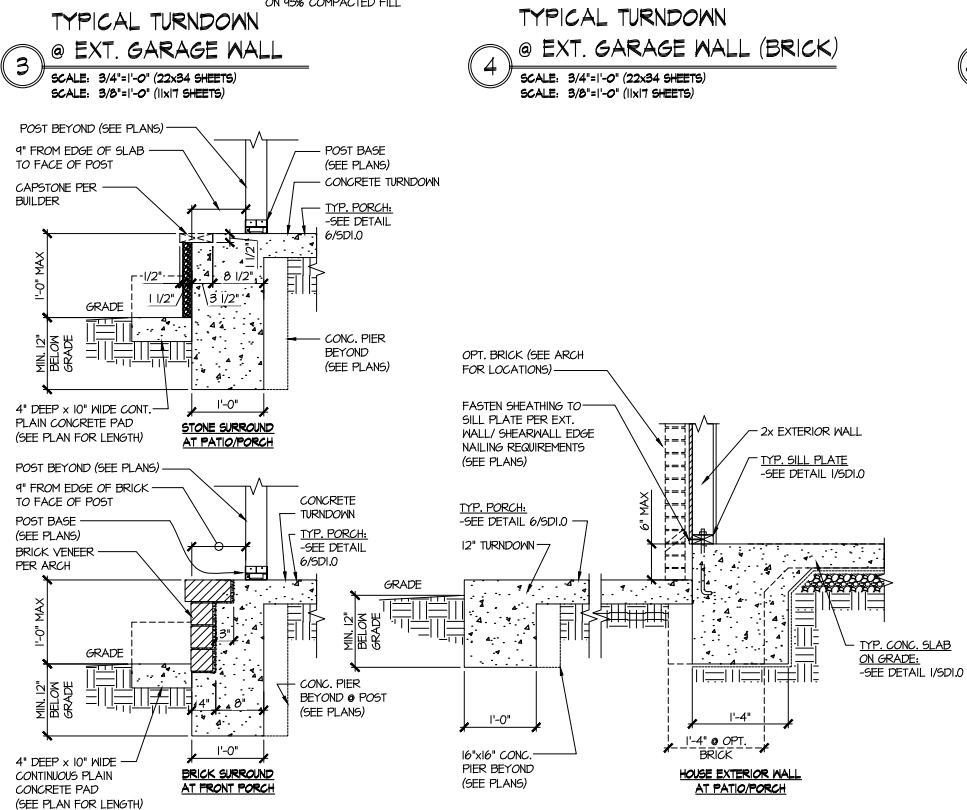 ON 95% COMPACTED FILL
3
TYPICAL TURNDOWN
@ EXT. GARAGE WALL
SCALE: 3/4"=1'-0" (22x34 SHEETS)
SCALE: 3/8"=1'-0" (11x17 SHEETS)
4
TYPICAL TURNDOWN
@ EXT. GARAGE WALL (BRICK)
SCALE: 3/4"=1'-0" (22x34 SHEETS)
SCALE: 3/8"=1'-0" (11x17 SHEETS)
POST BEYOND (SEE PLANS)
9" FROM EDGE OF SLAB
TO FACE OF POST
CAPSTONE PER
BUILDER
POST BASE
(SEE PLANS)
CONCRETE TURNDOWN
TYP. PORCH:
-SEE DETAIL
6/SD1.0
1'-0" MAX
MIN. 12"
BELOW
GRADE
GRADE
1/2"
1 1/2"
8 1/2"
3 1/2"
1 1/2"
CONC. PIER
BEYOND
(SEE PLANS)
4" DEEP x 10" WIDE CONT.
PLAIN CONCRETE PAD
(SEE PLAN FOR LENGTH)
1'-0"
STONE SURROUND
AT PATIO/PORCH
POST BEYOND (SEE PLANS)
9" FROM EDGE OF BRICK
TO FACE OF POST
POST BASE
(SEE PLANS)
BRICK VENEER
PER ARCH
CONCRETE
TURNDOWN
TYP. PORCH:
-SEE DETAIL
6/SD1.0
1'-0" MAX
MIN. 12"
BELOW
GRADE
GRADE
3"
4"
8"
CONC. PIER
BEYOND @ POST
(SEE PLANS)
4" DEEP x 10" WIDE
CONTINUOUS PLAIN
CONCRETE PAD
(SEE PLAN FOR LENGTH)
1'-0"
BRICK SURROUND
AT FRONT PORCH
OPT. BRICK (SEE ARCH
FOR LOCATIONS)
FASTEN SHEATHING TO
SILL PLATE PER EXT.
WALL/ SHEARWALL EDGE
NAILING REQUIREMENTS
(SEE PLANS)
2x EXTERIOR WALL
TYP. SILL PLATE
-SEE DETAIL 1/SD1.0
TYP. PORCH:
-SEE DETAIL 6/SD1.0
12" TURNDOWN
6" MAX
GRADE
MIN. 12"
BELOW
GRADE
TYP. CONC. SLAB
ON GRADE:
-SEE DETAIL 1/SD1.0
1'-0"
1'-4"
1'-4" @ OPT.
BRICK
16"x16" CONC.
PIER BEYOND
(SEE PLANS)
HOUSE EXTERIOR WALL
AT PATIO/PORCH